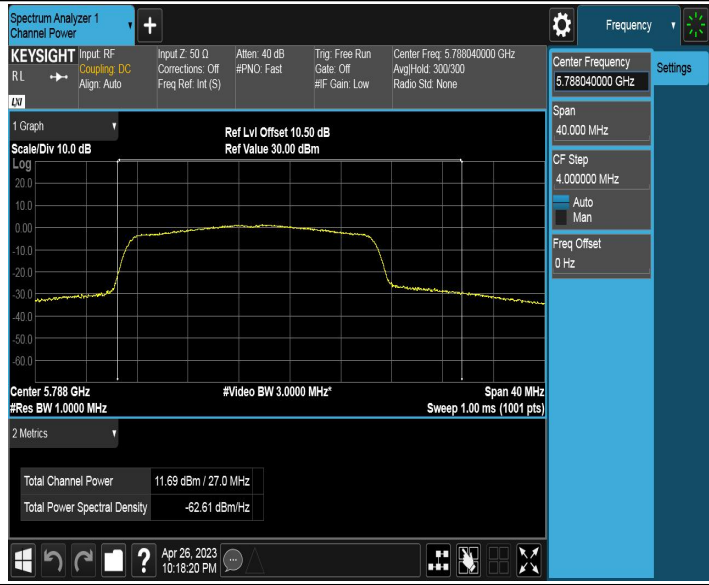 Spectrum Analyzer 1
Channel Power
+
Frequency
KEYSIGHT
RL
LXI
Input: RF
Coupling: DC
Align: Auto
Input Z: 50 Ω
Corrections: Off
Freq Ref: Int (S)
Atten: 40 dB
#PNO: Fast
Trig: Free Run
Gate: Off
#IF Gain: Low
Center Freq: 5.788040000 GHz
Avg|Hold: 300/300
Radio Std: None
Center Frequency
5.788040000 GHz
Settings
Span
40.000 MHz
CF Step
4.000000 MHz
Auto
Man
Freq Offset
0 Hz
1 Graph
Scale/Div 10.0 dB
Ref Lvl Offset 10.50 dB
Ref Value 30.00 dBm
Log
20.0
10.0
0.00
-10.0
-20.0
-30.0
-40.0
-50.0
-60.0
Center 5.788 GHz
#Res BW 1.0000 MHz
#Video BW 3.0000 MHz*
Span 40 MHz
Sweep 1.00 ms (1001 pts)
2 Metrics
Total Channel Power 11.69 dBm / 27.0 MHz
Total Power Spectral Density -62.61 dBm/Hz
?
Apr 26, 2023
10:18:20 PM